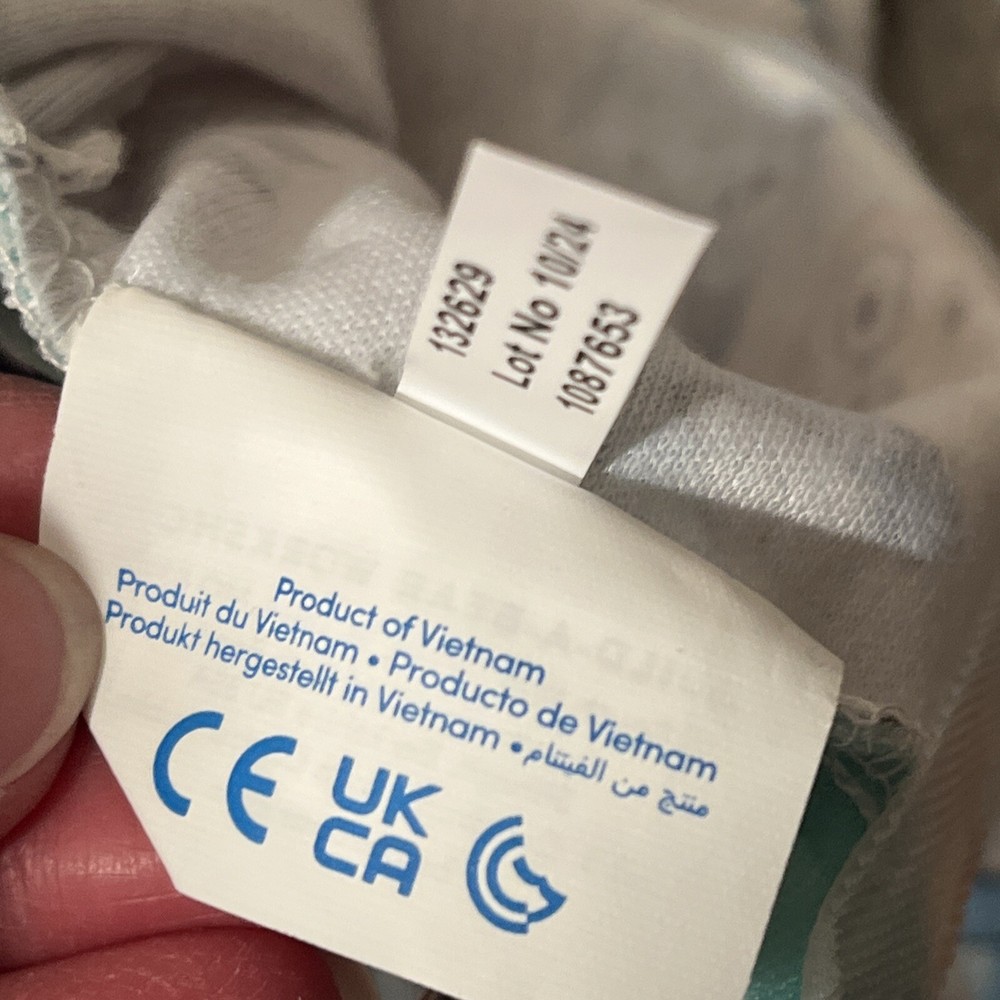 132629
Lot No 10/24
1087653
Product of Vietnam
Produit du Vietnam • Producto de Vietnam
Produkt hergestellt in Vietnam • منتج من الفيتنام
CE
UK
CA